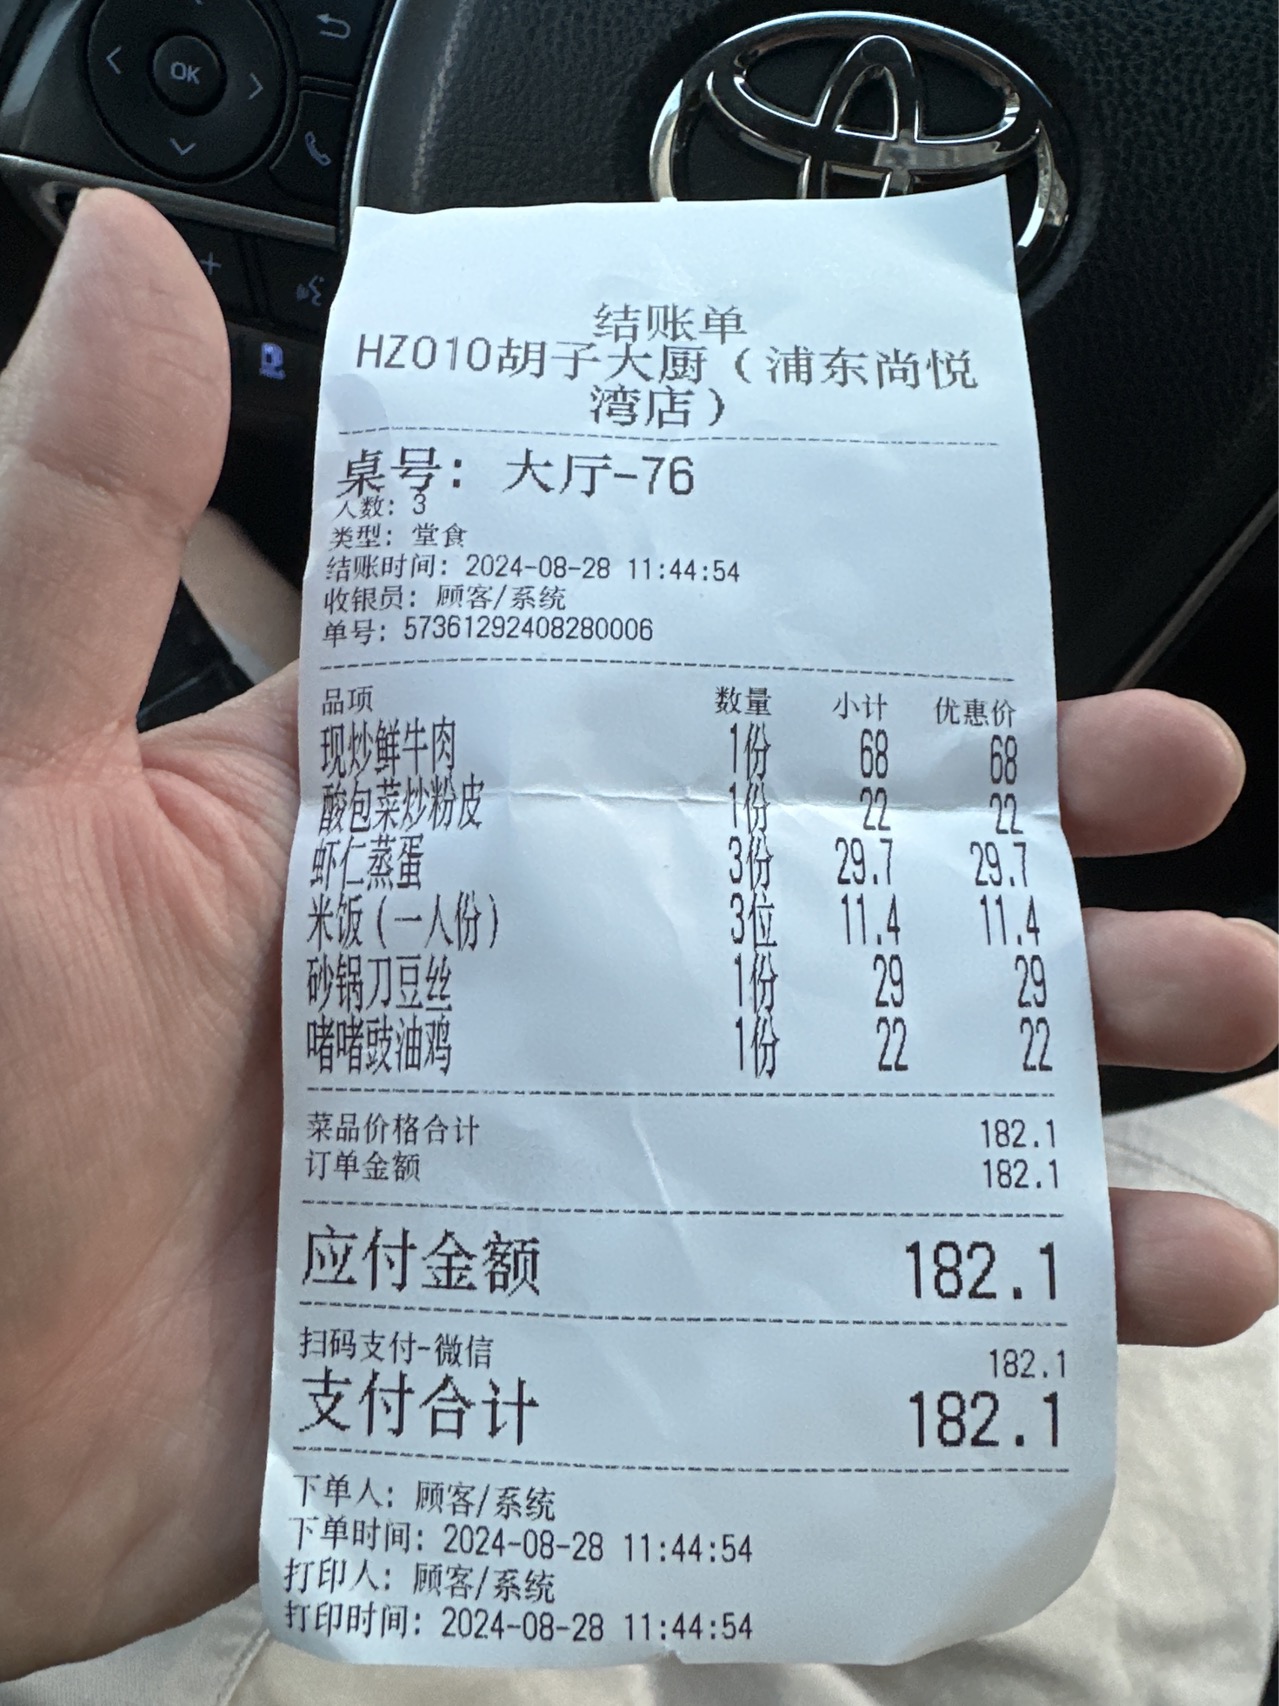 OK
结账单
HZ010胡子大厨（浦东尚悦
湾店）
桌号：大厅-76
人数：3
类型：堂食
结账时间：2024-08-28 11:44:54
收银员：顾客/系统
单号：57361292408280006
品项 数量 小计 优惠价
现炒鲜牛肉 1份 68 68
酸包菜炒粉皮 1份 22 22
虾仁蒸蛋 3份 29.7 29.7
米饭（一人份） 3位 11.4 11.4
砂锅刀豆丝 1份 29 29
啫啫豉油鸡 1份 22 22
菜品价格合计 182.1
订单金额 182.1
应付金额 182.1
扫码支付-微信 182.1
支付合计 182.1
下单人：顾客/系统
下单时间：2024-08-28 11:44:54
打印人：顾客/系统
打印时间：2024-08-28 11:44:54